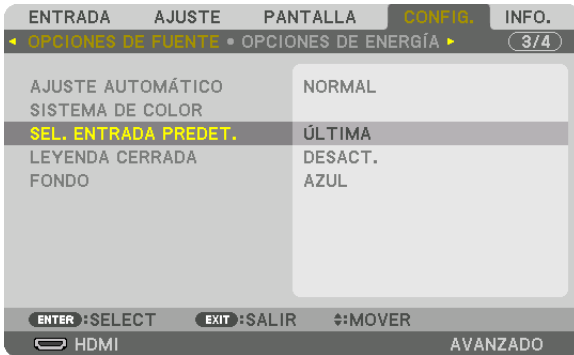 ENTRADA AJUSTE PANTALLA CONFIG. INFO.
OPCIONES DE FUENTE • OPCIONES DE ENERGÍA 3/4
AJUSTE AUTOMÁTICO NORMAL
SISTEMA DE COLOR
SEL. ENTRADA PREDET. ÚLTIMA
LEYENDA CERRADA DESACT.
FONDO AZUL
ENTER :SELECT EXIT :SALIR :MOVER
HDMI AVANZADO